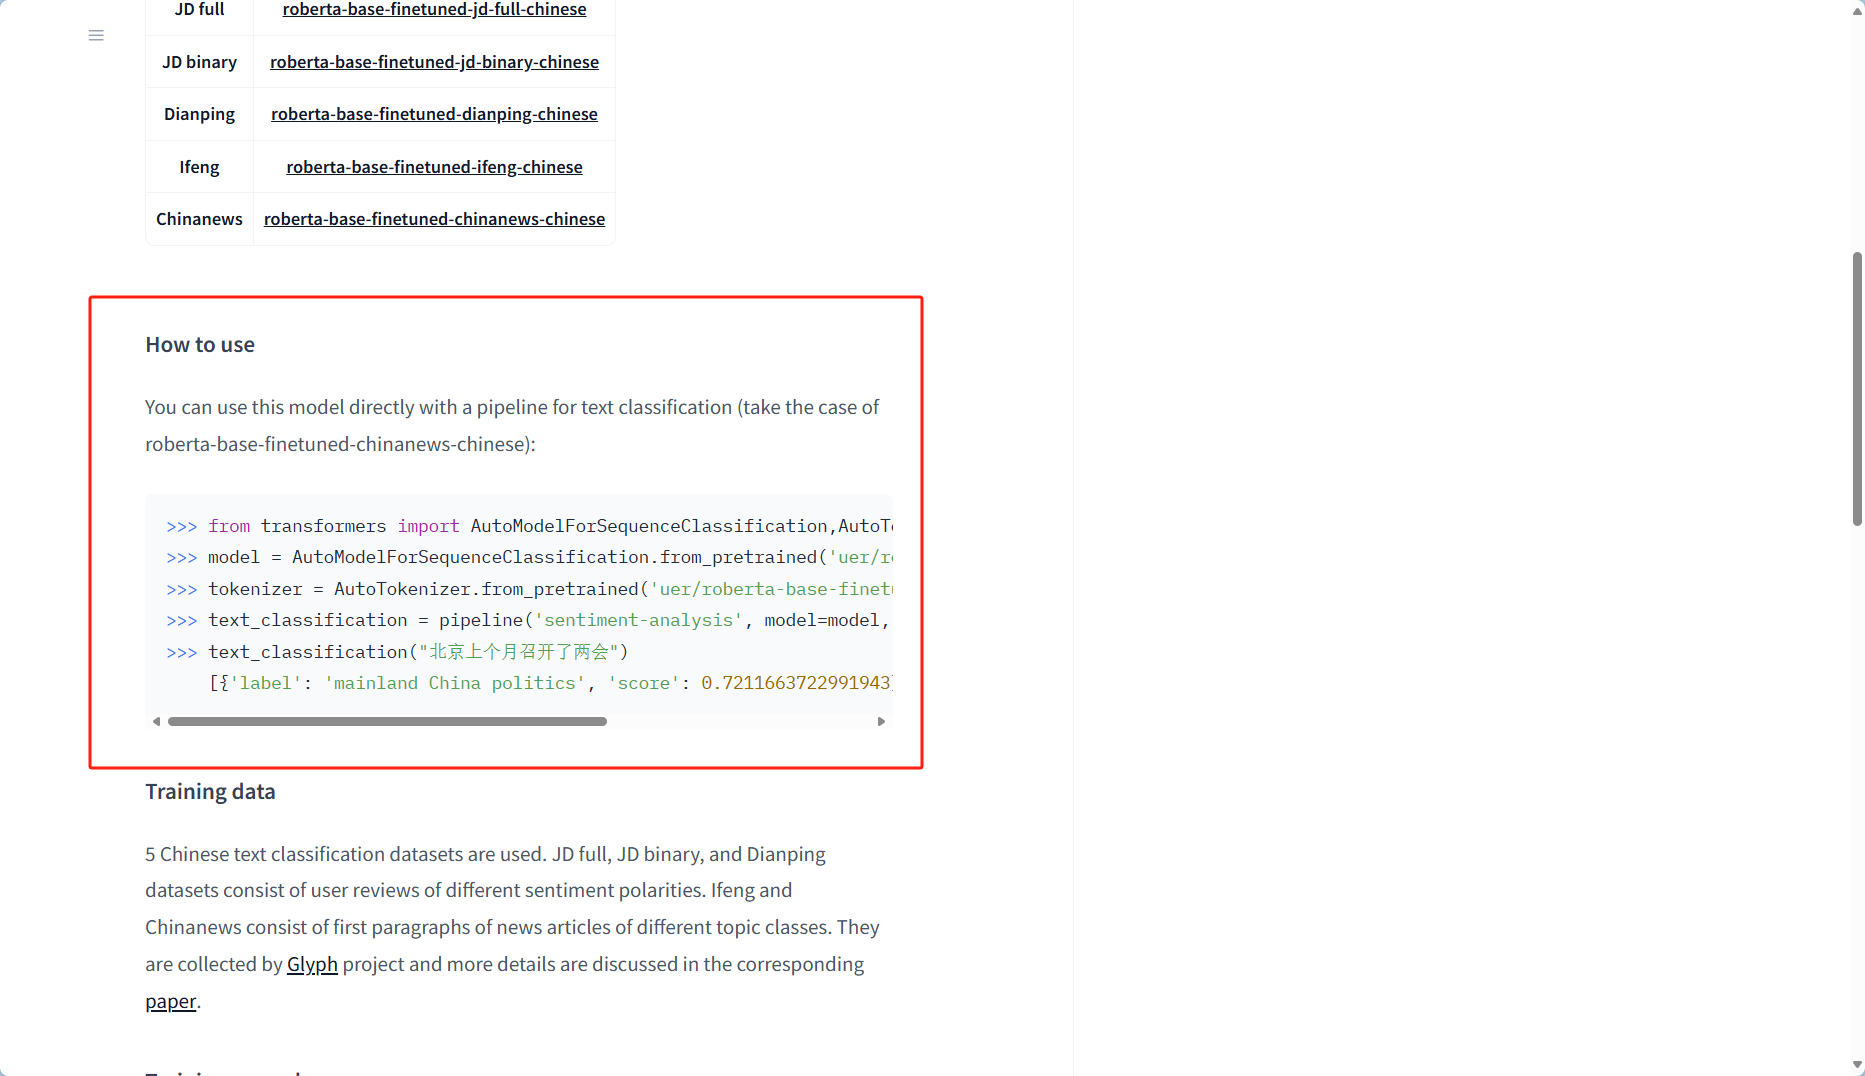 JD full roberta-base-finetuned-jd-full-chinese
JD binary roberta-base-finetuned-jd-binary-chinese
Dianping roberta-base-finetuned-dianping-chinese
Ifeng roberta-base-finetuned-ifeng-chinese
Chinanews roberta-base-finetuned-chinanews-chinese
How to use
You can use this model directly with a pipeline for text classification (take the case of
roberta-base-finetuned-chinanews-chinese):
>>> from transformers import AutoModelForSequenceClassification,AutoTo
>>> model = AutoModelForSequenceClassification.from_pretrained('uer/ro
>>> tokenizer = AutoTokenizer.from_pretrained('uer/roberta-base-finetu
>>> text_classification = pipeline('sentiment-analysis', model=model,
>>> text_classification("北京上个月召开了两会")
[{'label': 'mainland China politics', 'score': 0.7211663722991943}
Training data
5 Chinese text classification datasets are used. JD full, JD binary, and Dianping
datasets consist of user reviews of different sentiment polarities. Ifeng and
Chinanews consist of first paragraphs of news articles of different topic classes. They
are collected by Glyph project and more details are discussed in the corresponding
paper.